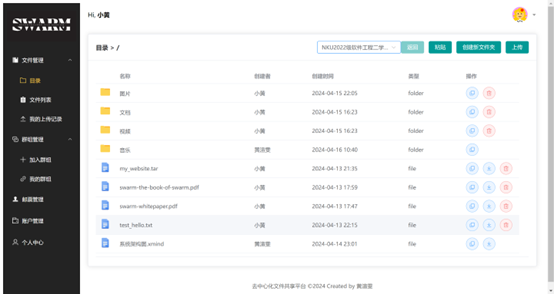 SWARM
Hi, 小黄
文件管理
目录
文件列表
我的上传记录
群组管理
加入群组
我的群组
邮票管理
账户管理
个人中心
目录 > /
NKU2022级软件工程二学... 返回 粘贴 创建新文件夹 上传
名称 创建者 创建时间 类型 操作
图片 小黄 2024-04-15 22:05 folder
文档 小黄 2024-04-15 16:23 folder
视频 小黄 2024-04-15 16:23 folder
音乐 黄溶雯 2024-04-16 10:40 folder
my_website.tar 小黄 2024-04-13 21:35 file
swarm-the-book-of-swarm.pdf 小黄 2024-04-13 17:59 file
swarm-whitepaper.pdf 小黄 2024-04-13 17:47 file
test_hello.txt 小黄 2024-04-13 22:15 file
系统架构图.xmind 黄溶雯 2024-04-14 23:01 file
去中心化文件共享平台 ©2024 Created by 黄溶雯